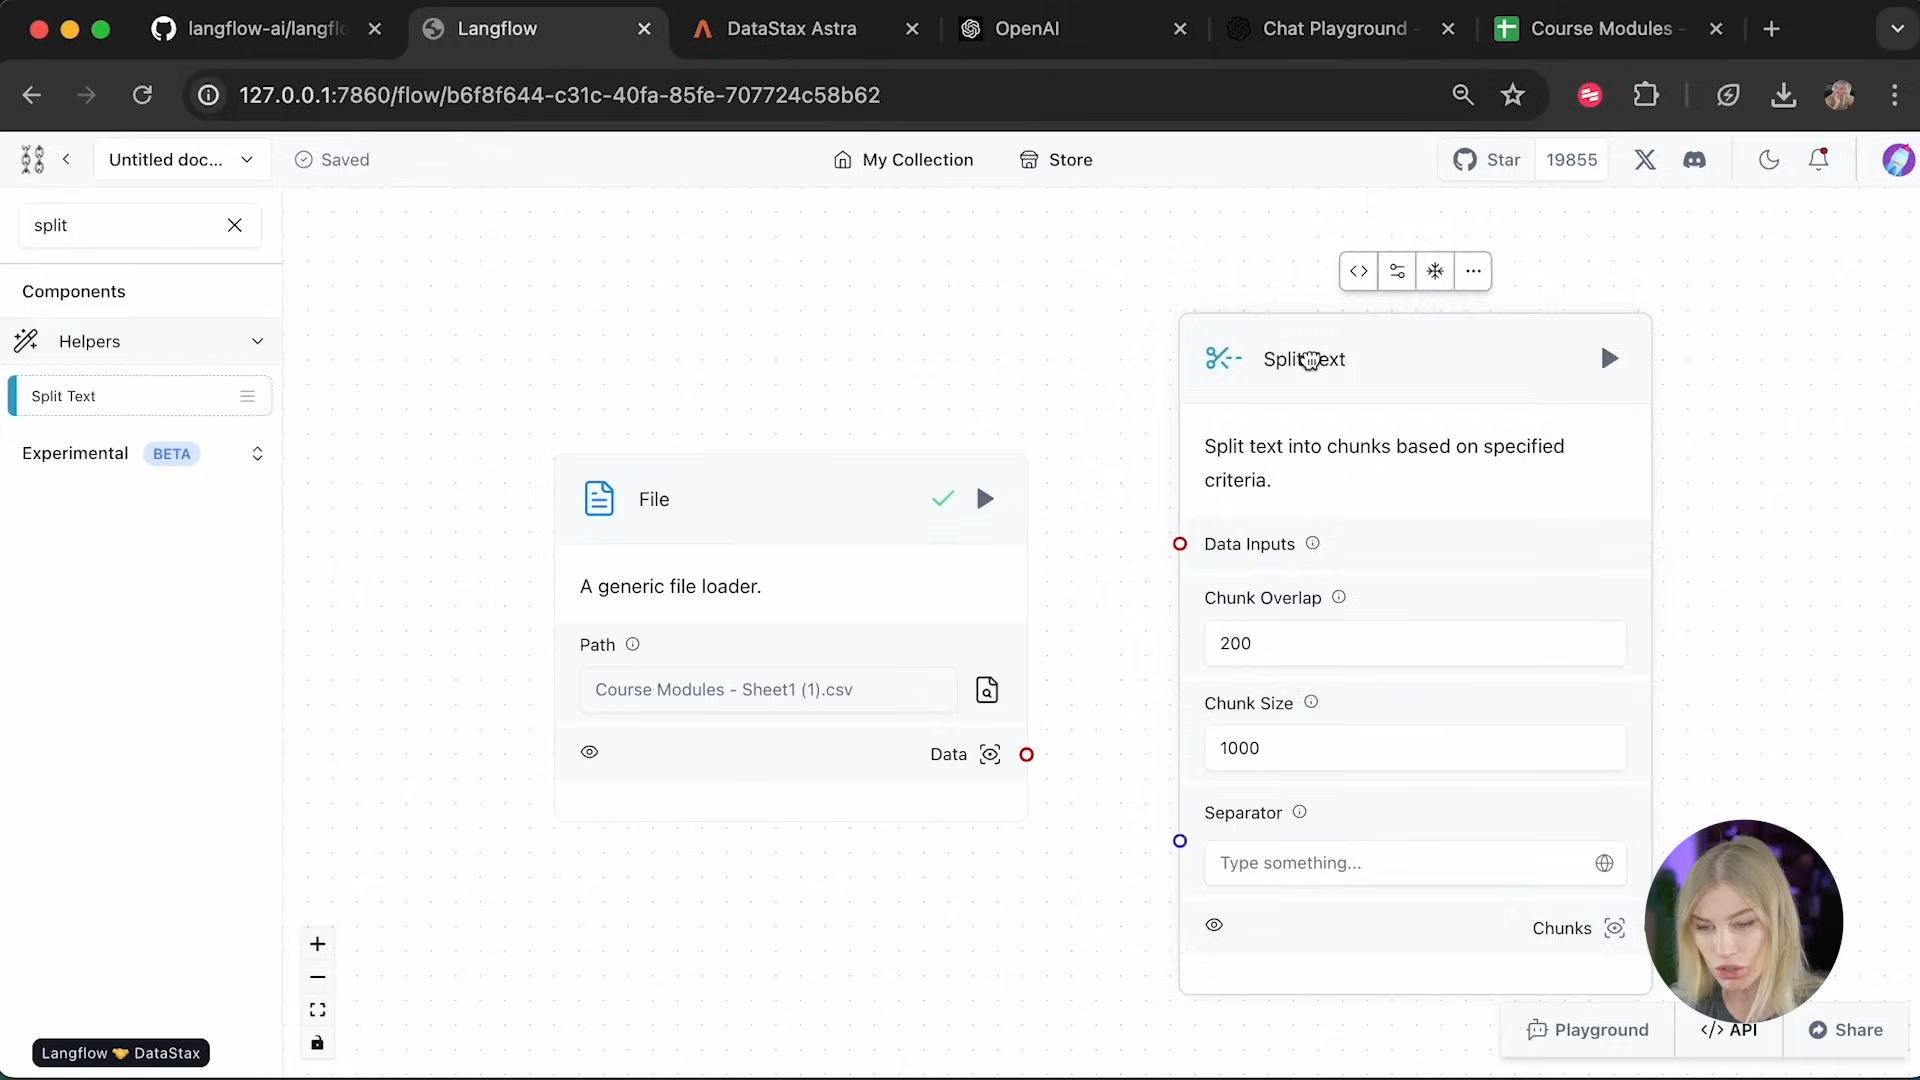 langflow-ai/langfl
Langflow
DataStax Astra
OpenAI
Chat Playground -
Course Modules -
127.0.0.1:7860/flow/b6f8f644-c31c-40fa-85fe-707724c58b62
Untitled doc...
Saved
My Collection
Store
Star
19855
split
Components
Helpers
Split Text
Experimental
BETA
File
A generic file loader.
Path
Course Modules - Sheet1 (1).csv
Data
Split Text
Split text into chunks based on specified
criteria.
Data Inputs
Chunk Overlap
200
Chunk Size
1000
Separator
Type something...
Chunks
Playground
</> API
Share
Langflow 🤝 DataStax